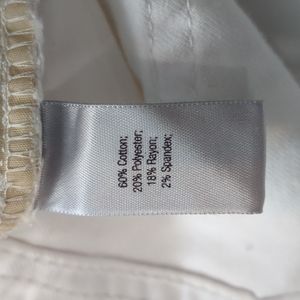 60% Cotton;
20% Polyester;
18% Rayon;
2% Spandex;